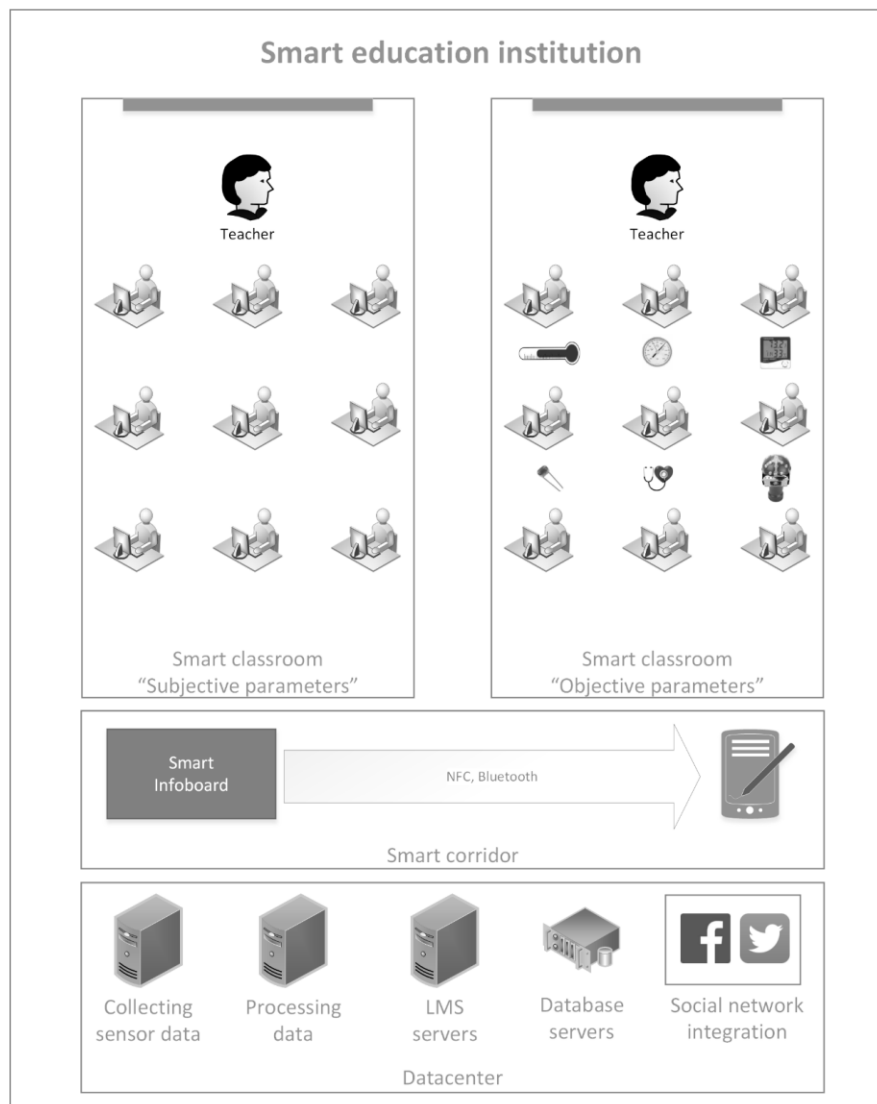 Smart education institution
Teacher
Teacher
Smart classroom
“Subjective parameters”
Smart classroom
“Objective parameters”
Smart
Infoboard
NFC, Bluetooth
Smart corridor
Collecting
sensor data
Processing
data
LMS
servers
Database
servers
Social network
integration
Datacenter